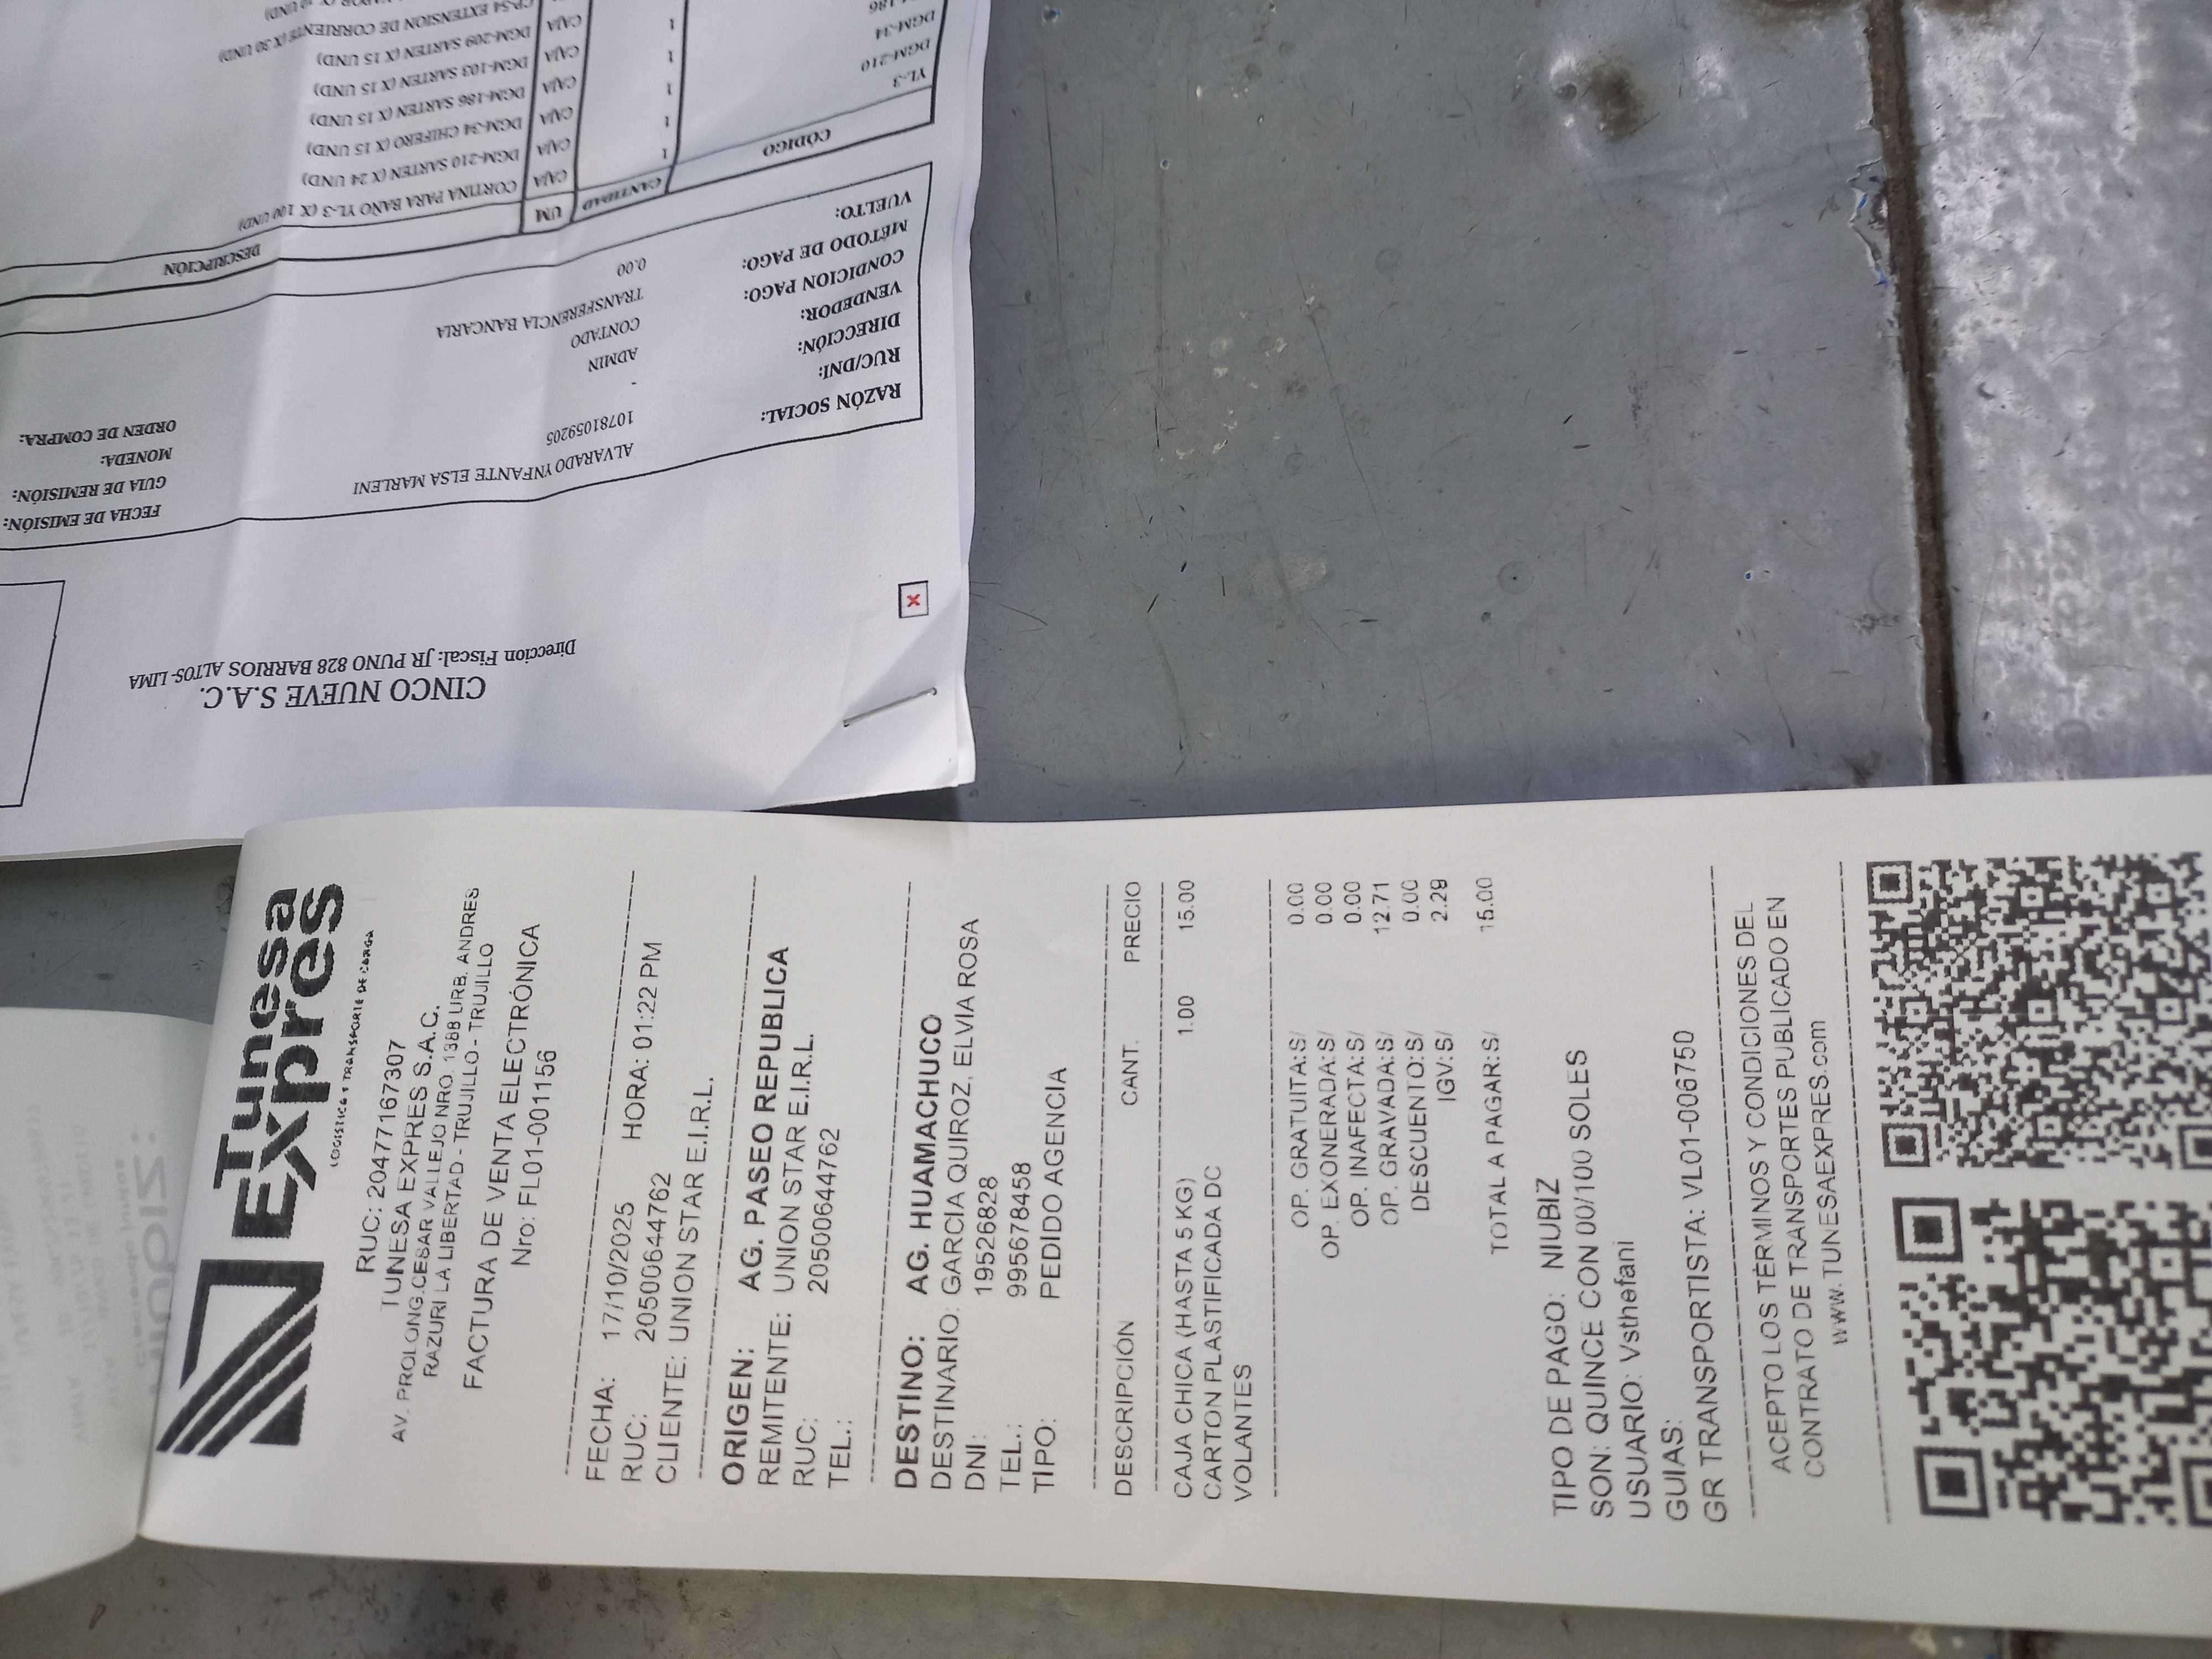 Tunesa
Expres
LOGISTICA Y TRANSPORTE DE CARGA
RUC: 20477167307
TUNESA EXPRES S.A.C.
AV. PROLONG.CESAR VALLEJO NRO. 1388 URB. ANDRES
RAZURI LA LIBERTAD - TRUJILLO - TRUJILLO
FACTURA DE VENTA ELECTRÓNICA
Nro: FL01-001156
FECHA: 17/10/2025 HORA: 01:22 PM
RUC: 20500644762
CLIENTE: UNION STAR E.I.R.L.
ORIGEN: AG. PASEO REPUBLICA
REMITENTE: UNION STAR E.I.R.L.
RUC: 20500644762
TEL.:
DESTINO: AG. HUAMACHUCO
DESTINATARIO: GARCIA QUIROZ, ELVIA ROSA
DNI: 19526828
TEL.: 995678458
TIPO: PEDIDO AGENCIA
DESCRIPCIÓN CANT. PRECIO
CAJA CHICA (HASTA 5 KG) 1.00 15.00
CARTON PLASTIFICADA DC
VOLANTES
OP. GRATUITA:S/ 0.00
OP. EXONERADA:S/ 0.00
OP. INAFECTA:S/ 0.00
OP. GRAVADA:S/ 12.71
DESCUENTO:S/ 0.00
IGV:S/ 2.29
TOTAL A PAGAR:S/ 15.00
TIPO DE PAGO: NIUBIZ
SON: QUINCE CON 00/100 SOLES
USUARIO: Vsthefani
GUIAS:
GR TRANSPORTISTA: VL01-006750
ACEPTO LOS TÉRMINOS Y CONDICIONES DEL
CONTRATO DE TRANSPORTES PUBLICADO EN
www.TUNESAEXPRES.com
CINCO NUEVE S.A.C.
Direccion Fiscal: JR PUNO 828 BARRIOS ALTOS- LIMA
RAZÓN SOCIAL: ALVARADO YNFANTE ELSA MARLENI FECHA DE EMISIÓN:
RUC/DNI: 10781059205 GUIA DE REMISIÓN:
DIRECCIÓN: - MONEDA:
VENDEDOR: ADMIN ORDEN DE COMPRA:
CONDICION PAGO: CONTADO
MÉTODO DE PAGO: TRANSFERENCIA BANCARIA
VUELTO: 0.00
CÓDIGO CANTIDAD UM DESCRIPCIÓN
YL-3 1 CAJA CORTINA PARA BAÑO YL-3 (X 100 UND)
DGM-210 1 CAJA DGM-210 SARTEN (X 24 UND)
DGM-34 1 CAJA DGM-34 CHIFERO (X 15 UND)
186 1 CAJA DGM-186 SARTEN (X 15 UND)
1 CAJA DGM-103 SARTEN (X 15 UND)
CAJA DGM-209 SARTEN (X 15 UND)
CP-54 EXTENSION DE CORRIENTE (X 30 UND)